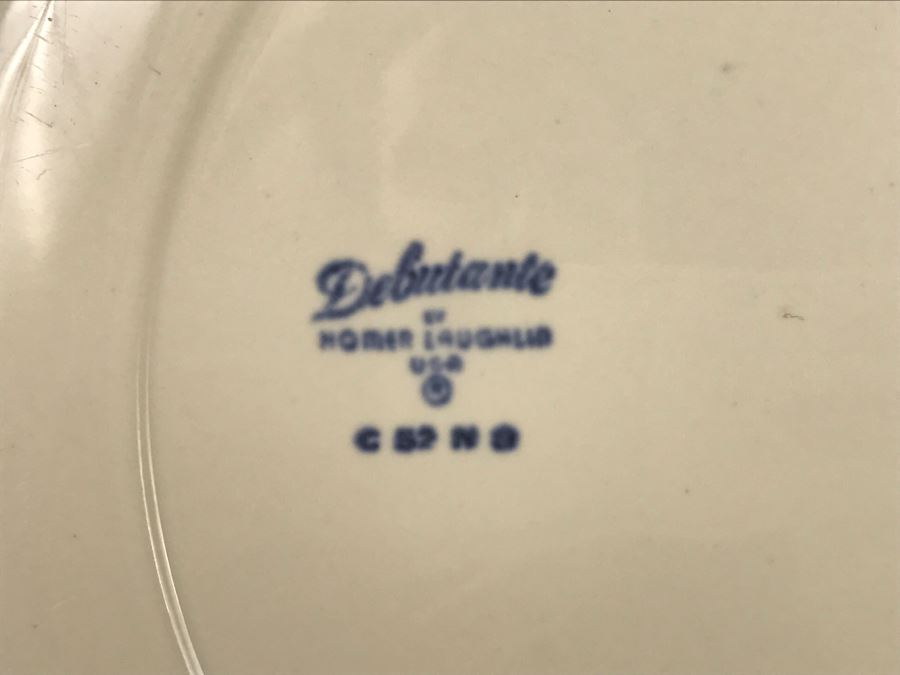 Debutante
BY
HOMER LAUGHLIN
USA
C 52 N 8